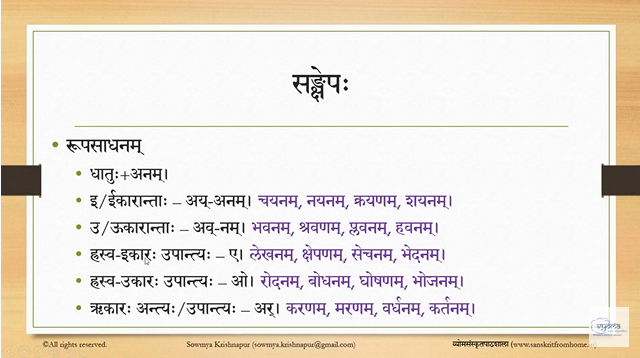 सङ्क्षेपः
• रूपसाधनम्
• धातुः+अनम्।
• इ/ईकारान्ताः – अय्-अनम्। चयनम्, नयनम्, क्रयणम्, शयनम्।
• उ/ऊकारान्ताः – अव्-नम्। भवनम्, श्रवणम्, प्लवनम्, हवनम्।
• ह्रस्व-इकारः उपान्त्यः – ए। लेखनम्, क्षेपणम्, सेचनम्, भेदनम्।
• ह्रस्व-उकारः उपान्त्यः – ओ। रोदनम्, बोधनम्, घोषणम्, भोजनम्।
• ऋकारः अन्त्यः/उपान्त्यः – अर्। करणम्, मरणम्, वर्धनम्, कर्तनम्।
©All rights reserved. Sowmya Krishnapur (sowmya.krishnapur@gmail.com) व्योमसंस्कृतपाठशाला (www.sanskritfromhome.